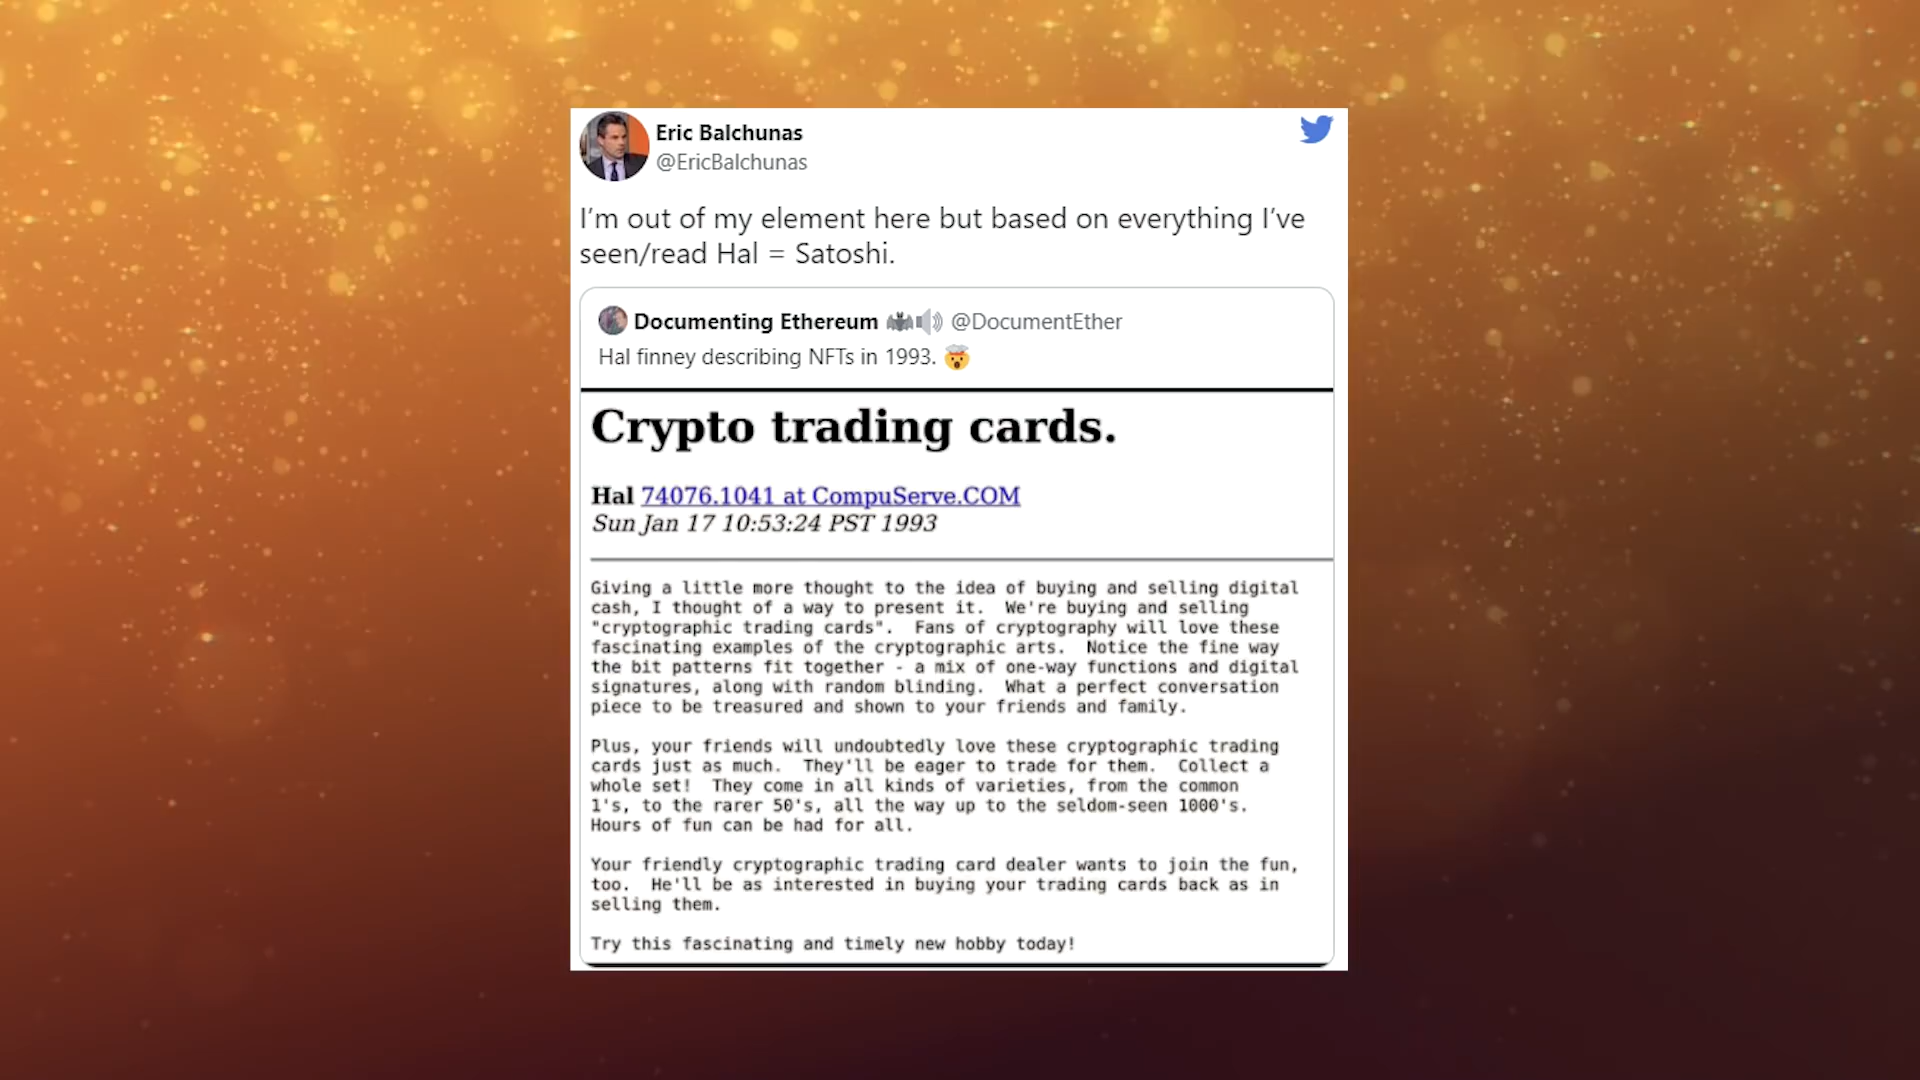 Eric Balchunas
@EricBalchunas
I’m out of my element here but based on everything I’ve
seen/read Hal = Satoshi.
Documenting Ethereum 🦇🔊 @DocumentEther
Hal finney describing NFTs in 1993. 🤯
Crypto trading cards.
Hal 74076.1041 at CompuServe.COM
Sun Jan 17 10:53:24 PST 1993
Giving a little more thought to the idea of buying and selling digital
cash, I thought of a way to present it.  We're buying and selling
"cryptographic trading cards".  Fans of cryptography will love these
fascinating examples of the cryptographic arts.  Notice the fine way
the bit patterns fit together - a mix of one-way functions and digital
signatures, along with random blinding.  What a perfect conversation
piece to be treasured and shown to your friends and family.
Plus, your friends will undoubtedly love these cryptographic trading
cards just as much.  They'll be eager to trade for them.  Collect a
whole set!  They come in all kinds of varieties, from the common
1's, to the rarer 50's, all the way up to the seldom-seen 1000's.
Hours of fun can be had for all.
Your friendly cryptographic trading card dealer wants to join the fun,
too.  He'll be as interested in buying your trading cards back as in
selling them.
Try this fascinating and timely new hobby today!